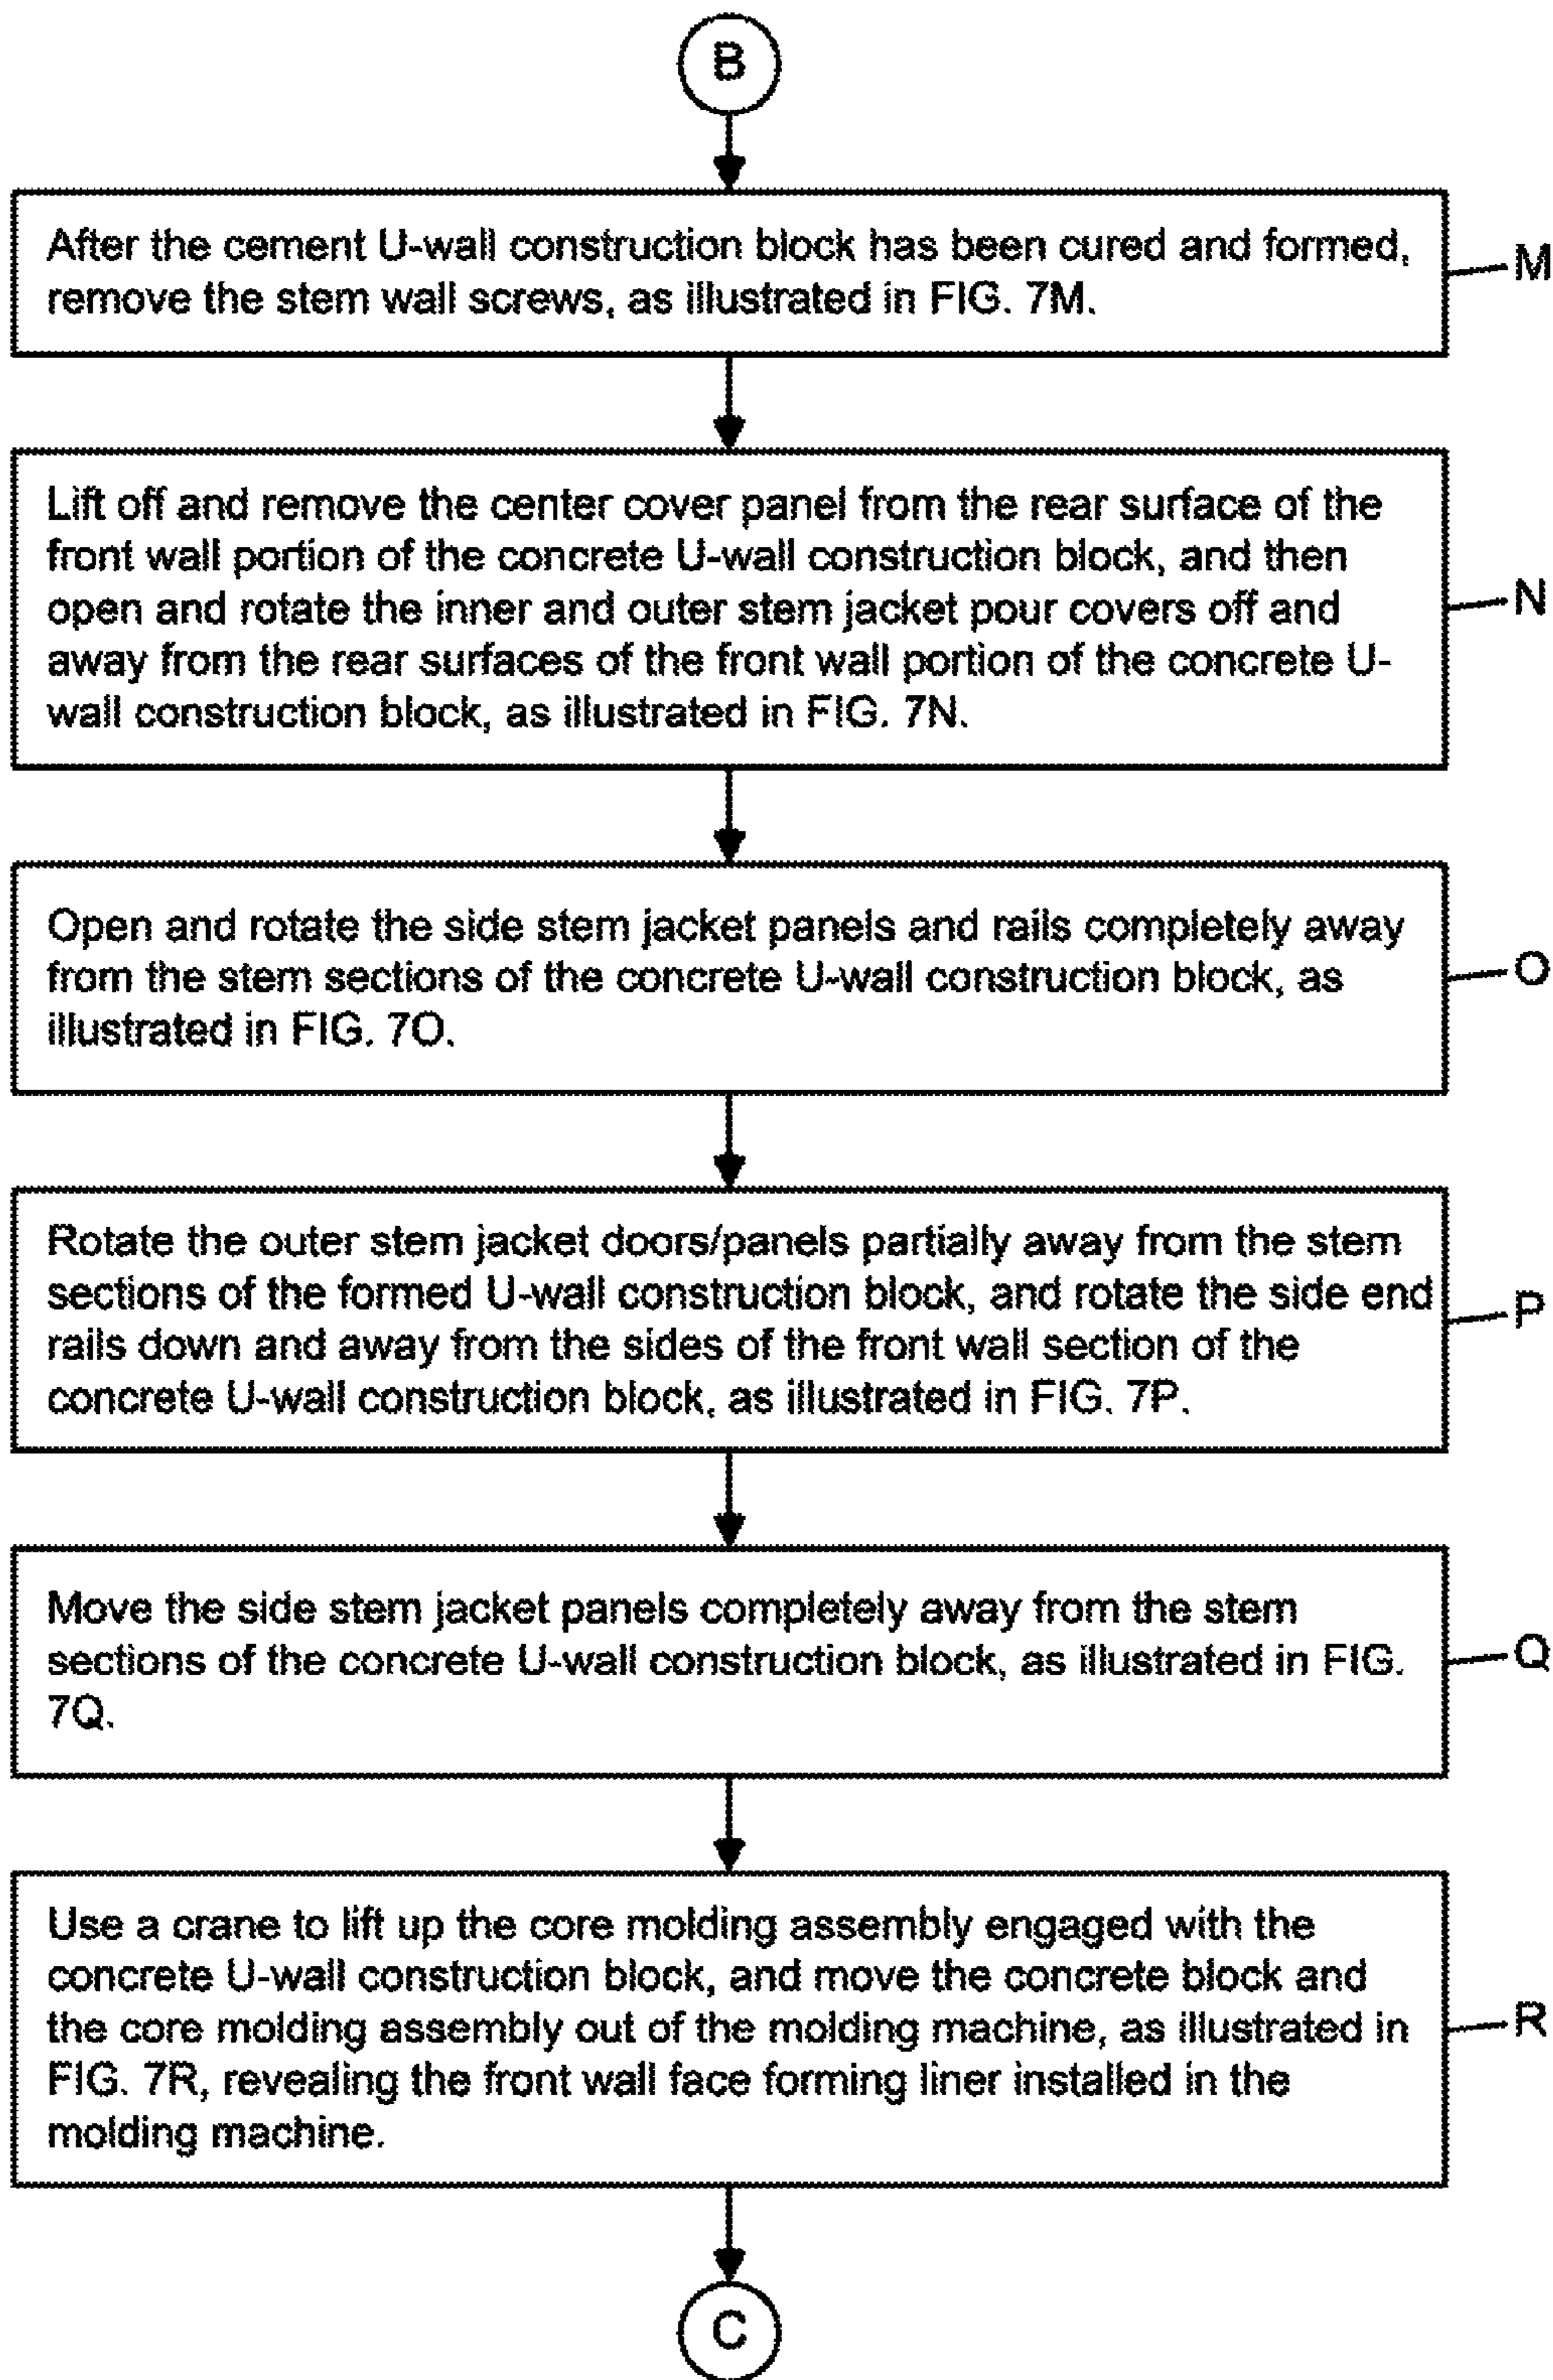 B
After the cement U-wall construction block has been cured and formed,
remove the stem wall screws, as illustrated in FIG. 7M.
M
Lift off and remove the center cover panel from the rear surface of the
front wall portion of the concrete U-wall construction block, and then
open and rotate the inner and outer stem jacket pour covers off and
away from the rear surfaces of the front wall portion of the concrete U-
wall construction block, as illustrated in FIG. 7N.
N
Open and rotate the side stem jacket panels and rails completely away
from the stem sections of the concrete U-wall construction block, as
illustrated in FIG. 7O.
O
Rotate the outer stem jacket doors/panels partially away from the stem
sections of the formed U-wall construction block, and rotate the side end
rails down and away from the sides of the front wall section of the
concrete U-wall construction block, as illustrated in FIG. 7P.
P
Move the side stem jacket panels completely away from the stem
sections of the concrete U-wall construction block, as illustrated in FIG.
7Q.
Q
Use a crane to lift up the core molding assembly engaged with the
concrete U-wall construction block, and move the concrete block and
the core molding assembly out of the molding machine, as illustrated in
FIG. 7R, revealing the front wall face forming liner installed in the
molding machine.
R
C